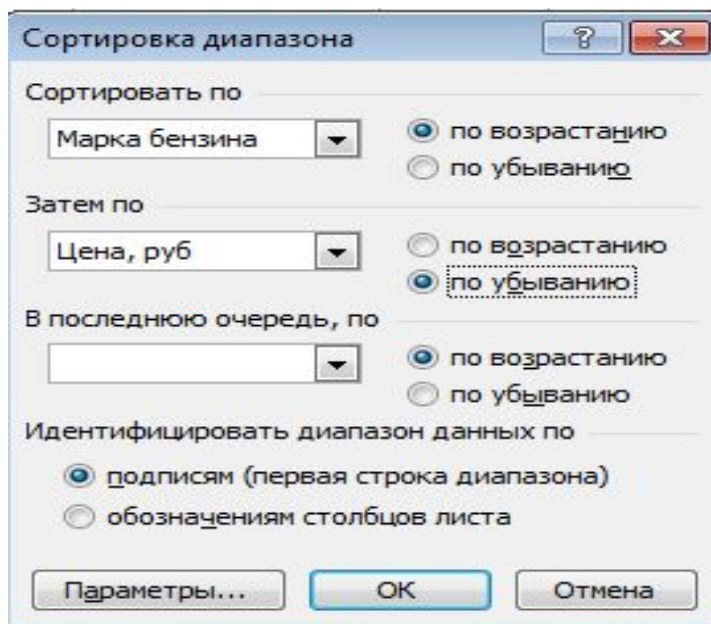 Сортировка диапазона
Сортировать по
Марка бензина
по возрастанию
по убыванию
Затем по
Цена, руб
по возрастанию
по убыванию
В последнюю очередь, по
по возрастанию
по убыванию
Идентифицировать диапазон данных по
подписям (первая строка диапазона)
обозначениям столбцов листа
Параметры...
ОК
Отмена